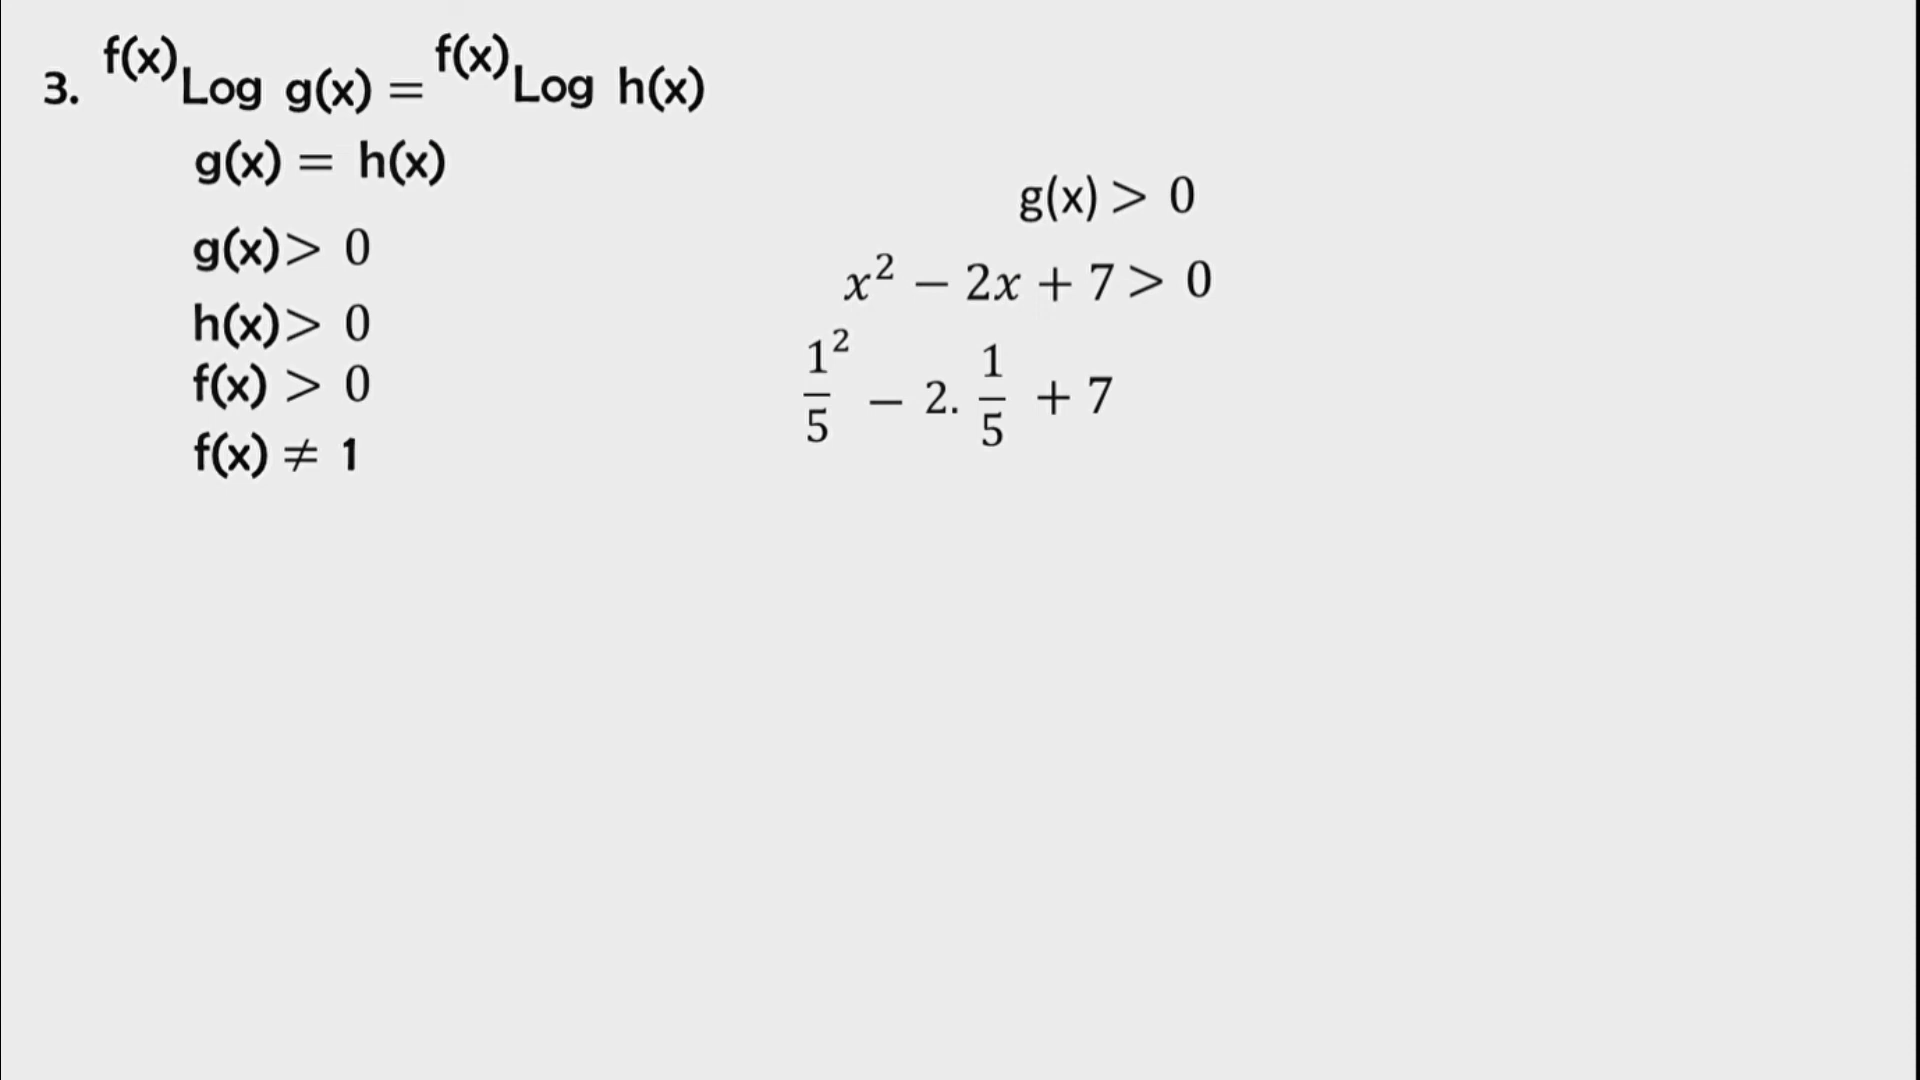 3. f(x)Log g(x) = f(x)Log h(x)
g(x) = h(x)
g(x)> 0
h(x)> 0
f(x) > 0
f(x) ≠ 1
g(x)> 0
x² − 2x + 7> 0
1²/5 − 2. 1/5 + 7